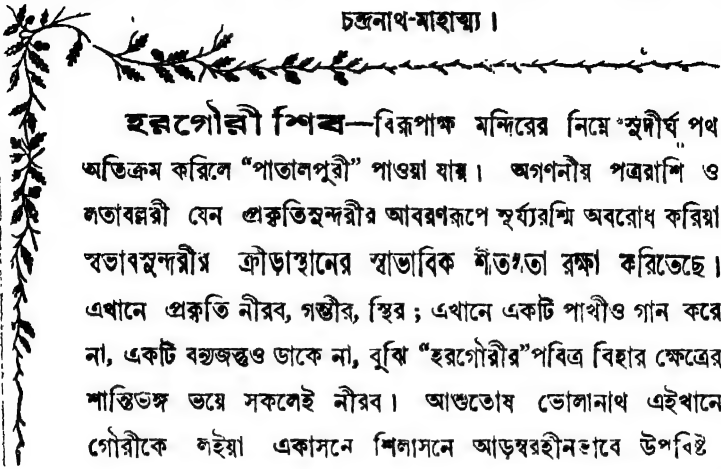 চন্দ্রনাথ-মাহাত্ম্য।
হরগৌরী শিব—বিরূপাক্ষ মন্দিরের নিম্নে সুদীর্ঘ পথ
অতিক্রম করিলে “পাতালপুরী” পাওয়া যায়। অগণনীয় পত্ররাশি ও
লতাবল্লরী যেন প্রকৃতিসুন্দরীর আবরণরূপে সূর্য্যরশ্মি অবরোধ করিয়া
স্বভাবসুন্দরীর ক্রীড়াস্থানের স্বাভাবিক শীতলতা রক্ষা করিতেছে।
এখানে প্রকৃতি নীরব, গম্ভীর, স্থির; এখানে একটি পাখীও গান করে
না, একটি বন্যজন্তুও ডাকে না, বুঝি “হরগৌরীর”পবিত্র বিহার ক্ষেত্রের
শান্তিভঙ্গ ভয়ে সকলেই নীরব। আশুতোষ ভোলানাথ এইখানে
গৌরীকে লইয়া একাসনে শিলাসনে আড়ম্বরহীনভাবে উপবিষ্ট